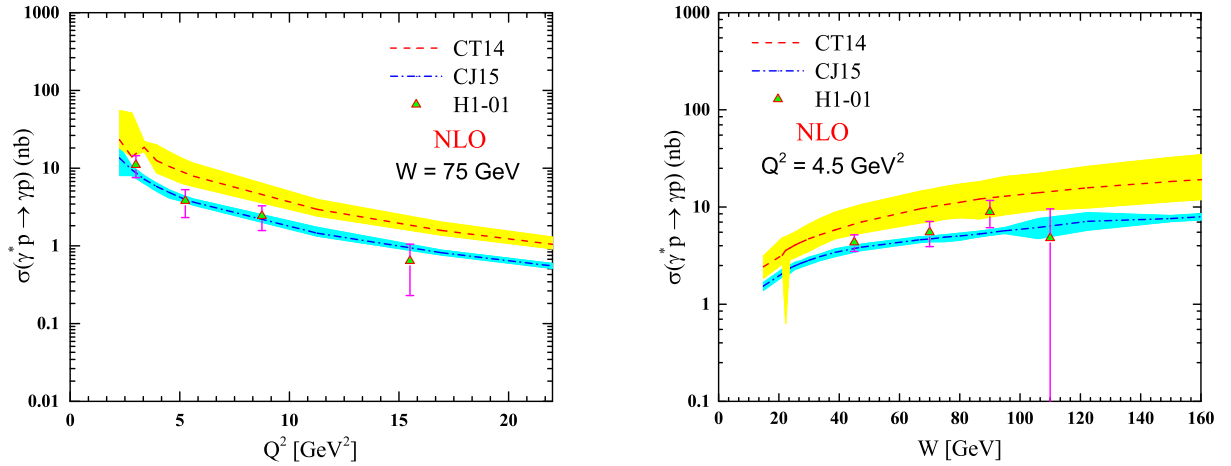 1000
100
10
1
0.1
0.01
σ(γ* p → γp) (nb)
CT14
CJ15
H1-01
NLO
W = 75 GeV
0 5 10 15 20
Q² [GeV²]
1000
100
10
1
0.1
σ(γ* p → γp) (nb)
CT14
CJ15
H1-01
NLO
Q² = 4.5 GeV²
0 20 40 60 80 100 120 140 160
W [GeV]